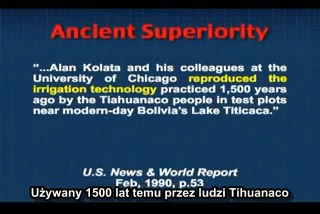 Ancient Superiority
"...Alan Kolata and his colleagues at the
University of Chicago reproduced the
irrigation technology practiced 1,500 years
ago by the Tiahuanaco people in test plots
near modern-day Bolivia's Lake Titicaca."
U.S. News & World Report
Feb, 1990, p.53
Używany 1500 lat temu przez ludzi Tihuanaco